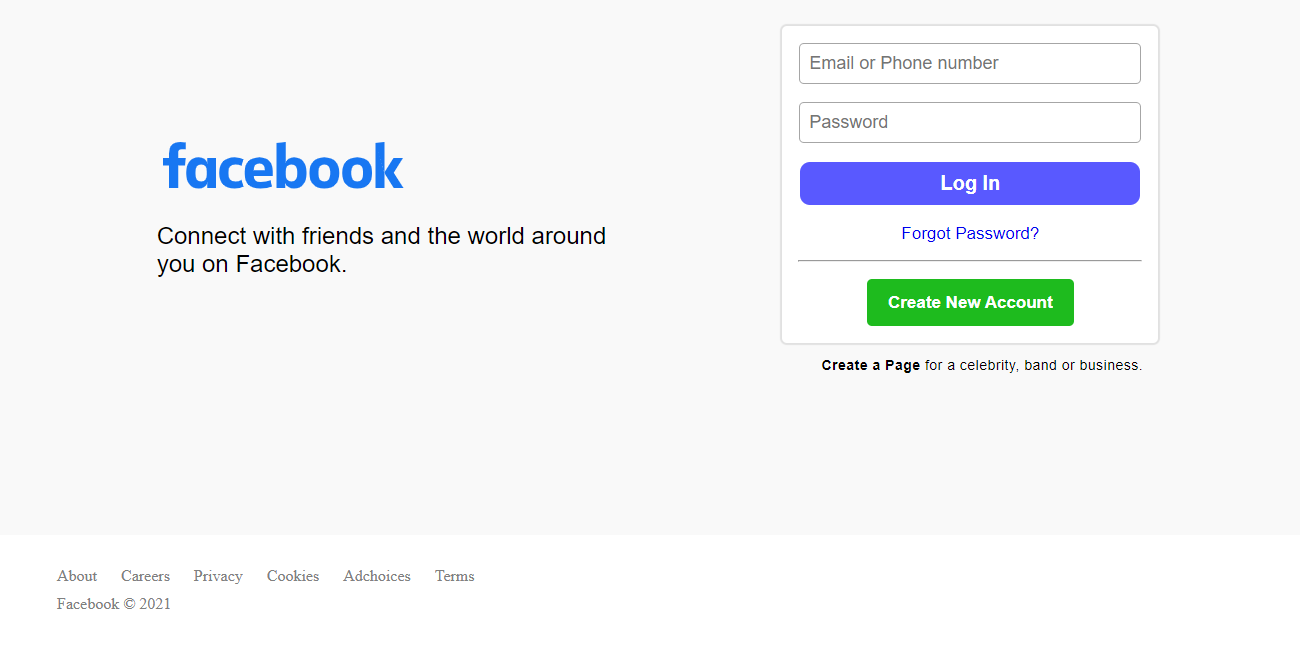 facebook
Connect with friends and the world around
you on Facebook.
Email or Phone number
Password
Log In
Forgot Password?
Create New Account
Create a Page for a celebrity, band or business.
About Careers Privacy Cookies Adchoices Terms
Facebook © 2021